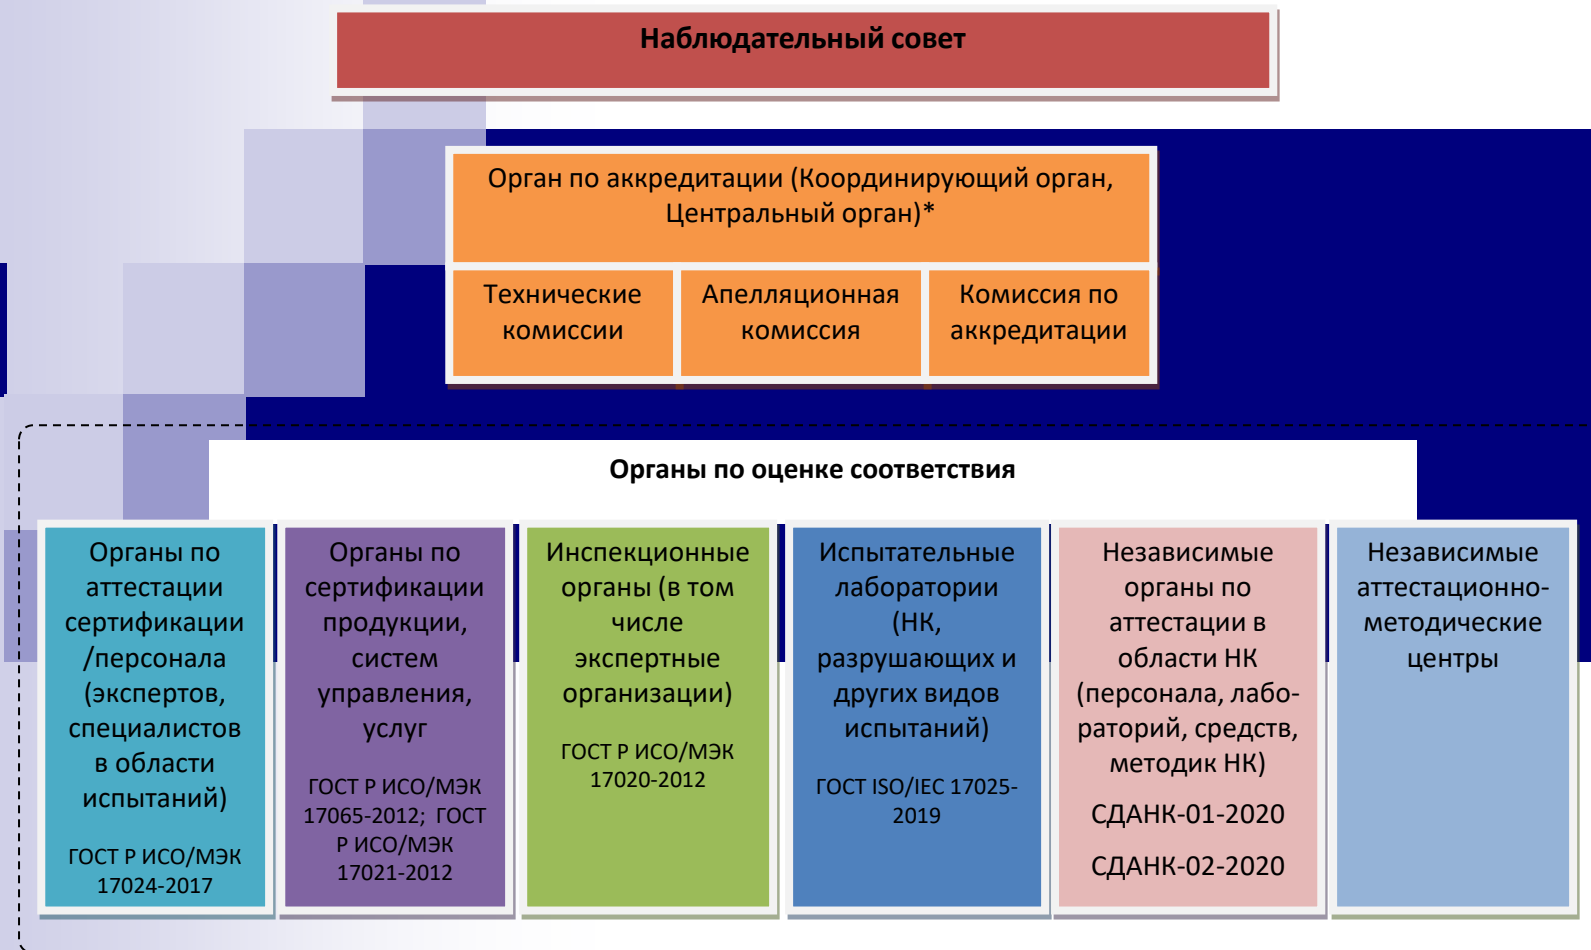 Наблюдательный совет
Орган по аккредитации (Координирующий орган,
Центральный орган)*
Технические
комиссии
Апелляционная
комиссия
Комиссия по
аккредитации
Органы по оценке соответствия
Органы по
аттестации
сертификации
/персонала
(экспертов,
специалистов
в области
испытаний)
ГОСТ Р ИСО/МЭК
17024-2017
Органы по
сертификации
продукции,
систем
управления,
услуг
ГОСТ Р ИСО/МЭК
17065-2012; ГОСТ
Р ИСО/МЭК
17021-2012
Инспекционные
органы (в том
числе
экспертные
организации)
ГОСТ Р ИСО/МЭК
17020-2012
Испытательные
лаборатории
(НК,
разрушающих и
других видов
испытаний)
ГОСТ ISO/IEC 17025-
2019
Независимые
органы по
аттестации в
области НК
(персонала, лабо-
раторий, средств,
методик НК)
СДАНК-01-2020
СДАНК-02-2020
Независимые
аттестационно-
методические
центры